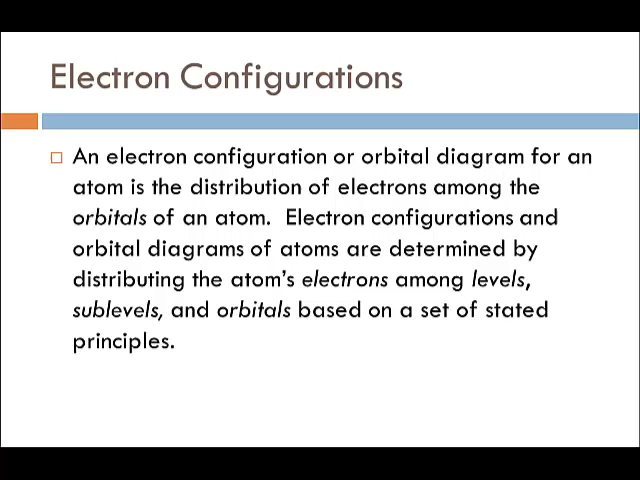 Electron Configurations
An electron configuration or orbital diagram for an
atom is the distribution of electrons among the
orbitals of an atom.  Electron configurations and
orbital diagrams of atoms are determined by
distributing the atom’s electrons among levels,
sublevels, and orbitals based on a set of stated
principles.